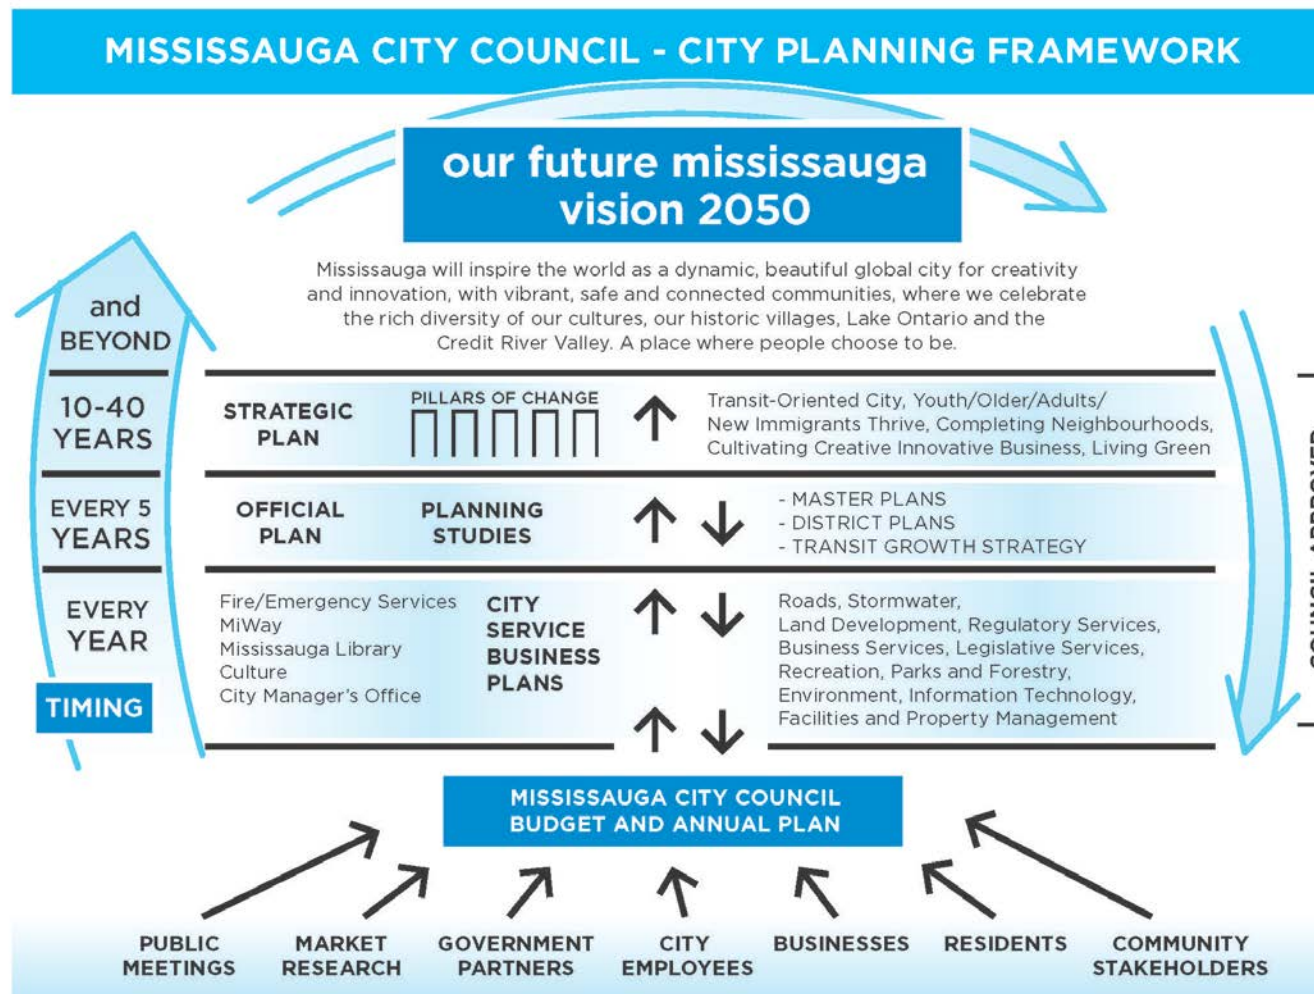 MISSISSAUGA CITY COUNCIL - CITY PLANNING FRAMEWORK
our future mississauga
vision 2050
Mississauga will inspire the world as a dynamic, beautiful global city for creativity
and innovation, with vibrant, safe and connected communities, where we celebrate
the rich diversity of our cultures, our historic villages, Lake Ontario and the
Credit River Valley. A place where people choose to be.
and
BEYOND
10-40
YEARS
STRATEGIC
PLAN
PILLARS OF CHANGE
Transit-Oriented City, Youth/Older/Adults/
New Immigrants Thrive, Completing Neighbourhoods,
Cultivating Creative Innovative Business, Living Green
EVERY 5
YEARS
OFFICIAL
PLAN
PLANNING
STUDIES
- MASTER PLANS
- DISTRICT PLANS
- TRANSIT GROWTH STRATEGY
EVERY
YEAR
Fire/Emergency Services
MiWay
Mississauga Library
Culture
City Manager's Office
CITY
SERVICE
BUSINESS
PLANS
Roads, Stormwater,
Land Development, Regulatory Services,
Business Services, Legislative Services,
Recreation, Parks and Forestry,
Environment, Information Technology,
Facilities and Property Management
TIMING
MISSISSAUGA CITY COUNCIL
BUDGET AND ANNUAL PLAN
PUBLIC
MEETINGS
MARKET
RESEARCH
GOVERNMENT
PARTNERS
CITY
EMPLOYEES
BUSINESSES
RESIDENTS
COMMUNITY
STAKEHOLDERS